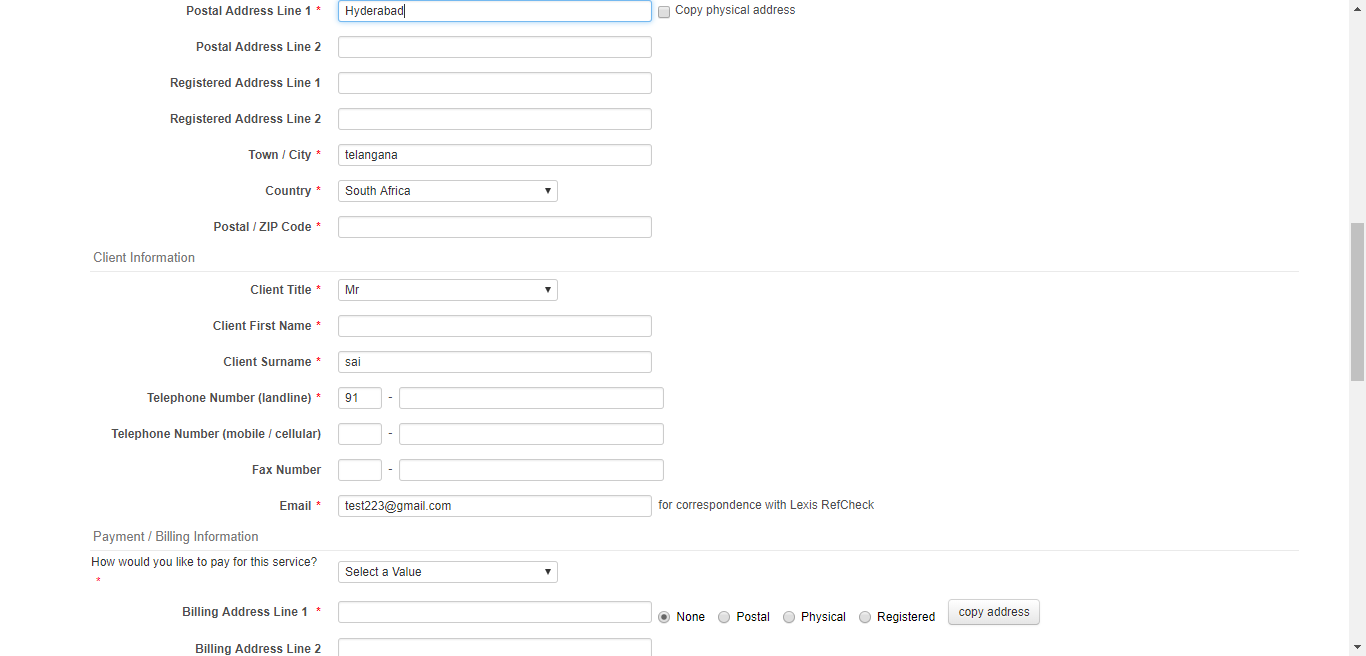 Postal Address Line 1 * Hyderabad Copy physical address
Postal Address Line 2
Registered Address Line 1
Registered Address Line 2
Town / City * telangana
Country * South Africa
Postal / ZIP Code *
Client Information
Client Title * Mr
Client First Name *
Client Surname * sai
Telephone Number (landline) * 91 -
Telephone Number (mobile / cellular) -
Fax Number -
Email * test223@gmail.com for correspondence with Lexis RefCheck
Payment / Billing Information
How would you like to pay for this service? * Select a Value
Billing Address Line 1 * None Postal Physical Registered copy address
Billing Address Line 2